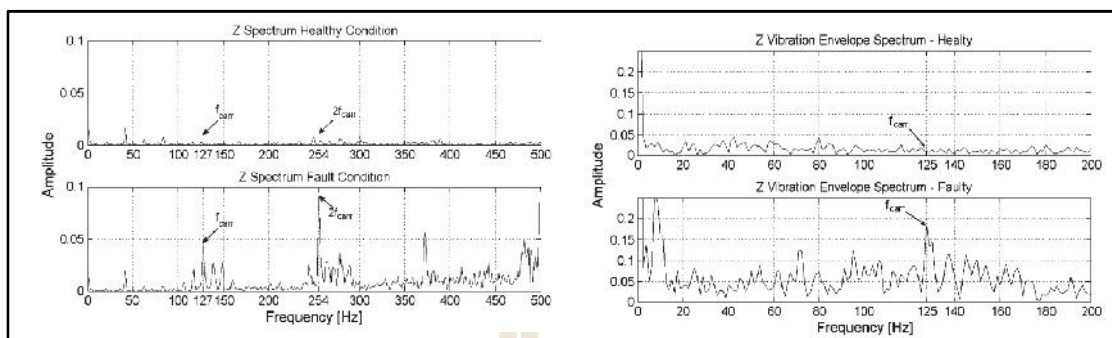 Z Spectrum Healthy Condition
0.1
0.05
0
f_carr
2f_carr
0 50 100 127 150 200 254 300 350 400 450 500
Z Spectrum Fault Condition
0.1
0.05
0
f_carr
2f_carr
0 50 100 127 150 200 254 300 350 400 450 500
Amplitude
Frequency [Hz]
Z Vibration Envelope Spectrum - Healty
0.2
0.15
0.1
0.05
0
f_carr
0 20 40 60 80 100 125 140 160 180 200
Z Vibration Envelope Spectrum - Faulty
0.2
0.15
0.1
0.05
0
f_carr
0 20 40 60 80 100 125 140 160 180 200
Amplitude
Frequency [Hz]